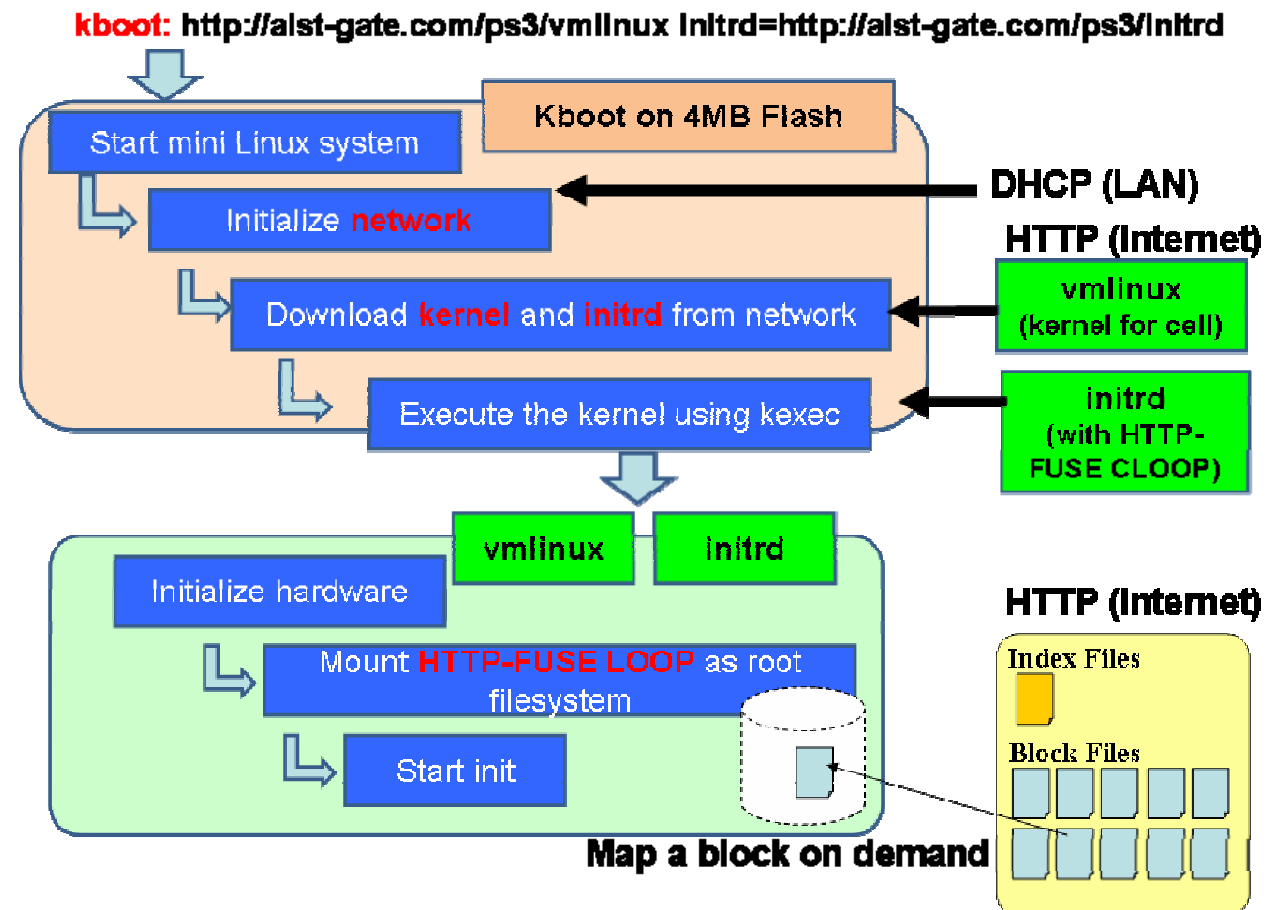 kboot: http://aist-gate.com/ps3/vmlinux initrd=http://aist-gate.com/ps3/initrd
Kboot on 4MB Flash
Start mini Linux system
Initialize network
DHCP (LAN)
HTTP (Internet)
Download kernel and initrd from network
vmlinux
(kernel for cell)
Execute the kernel using kexec
initrd
(with HTTP-
FUSE CLOOP)
vmlinux
initrd
Initialize hardware
Mount HTTP-FUSE LOOP as root
filesystem
Start init
HTTP (Internet)
Index Files
Block Files
Map a block on demand